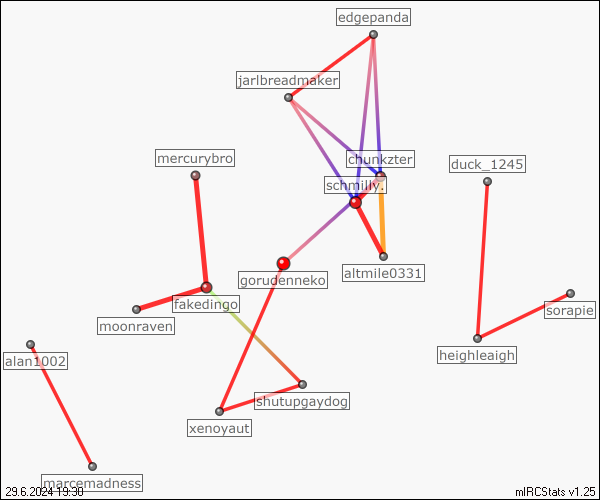 edgepanda
jarlbreadmaker
chunkzter
mercurybro
duck_1245
schmilly.
altmile0331
gorudenneko
fakedingo
sorapie
moonraven
heighleaigh
alan1002
shutupgaydog
xenoyaut
marcemadness
29.6.2024 19:30
mIRCStats v1.25